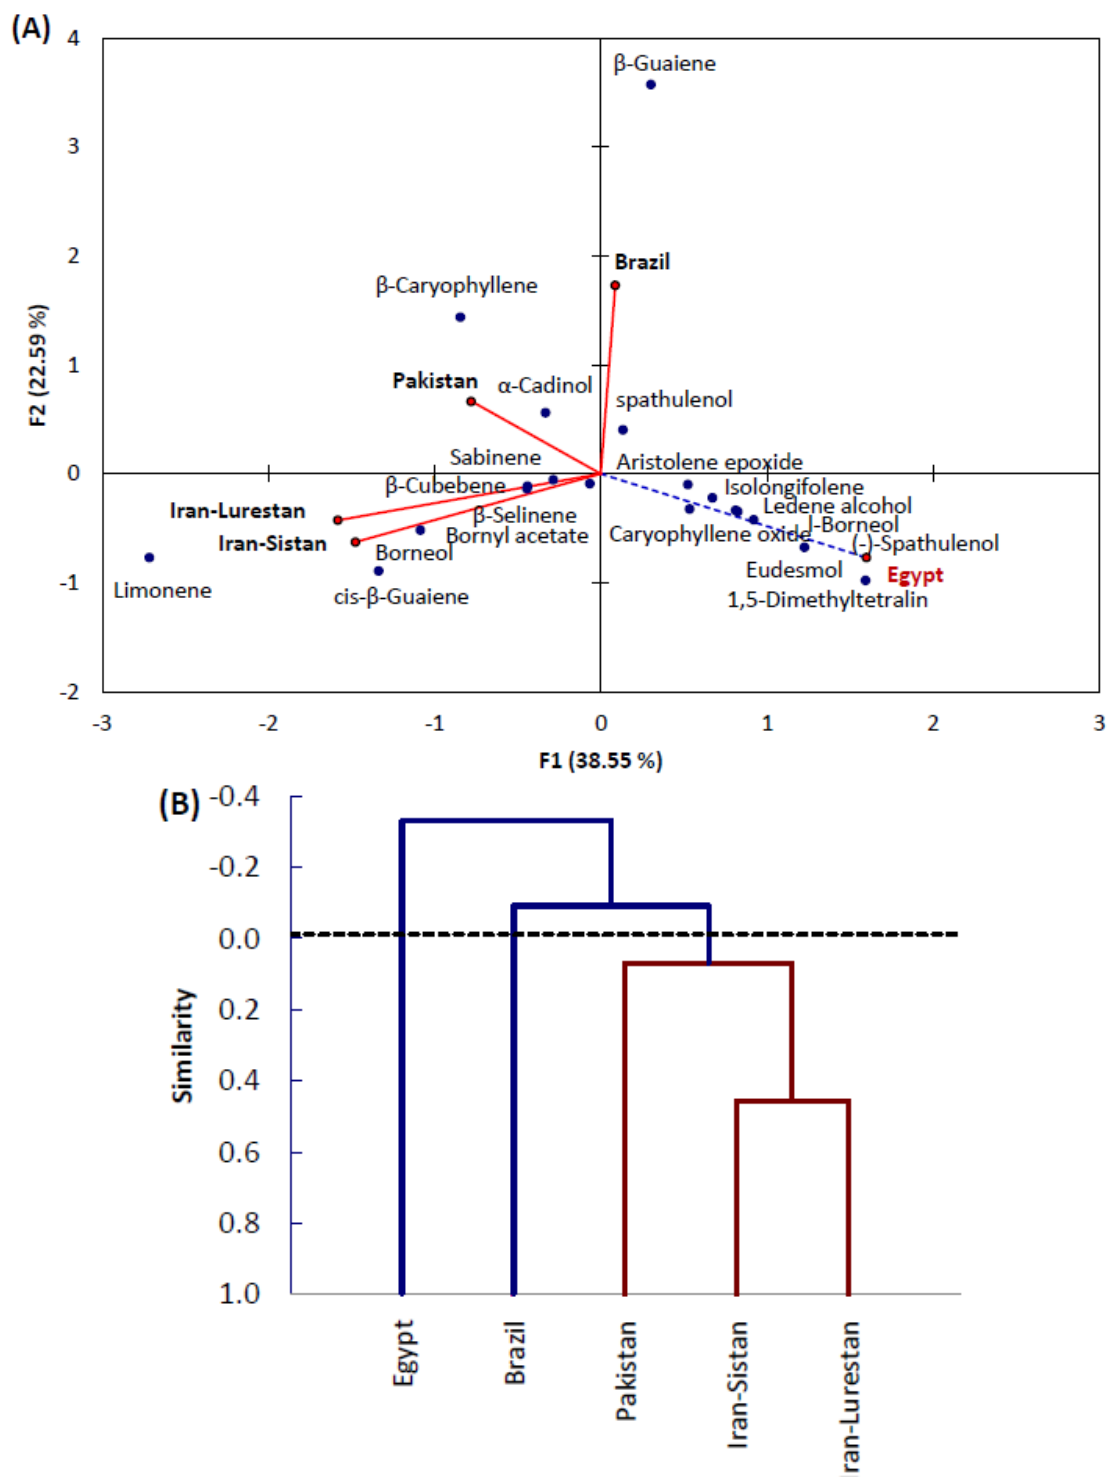 (A)
4
β-Guaiene
3
2
Brazil
β-Caryophyllene
F2 (22.59 %)
1
Pakistan
α-Cadinol
spathulenol
Sabinene
Aristolene epoxide
0
β-Cubebene
Isolongifolene
Iran-Lurestan
β-Selinene
Ledene alcohol
Iran-Sistan
Bornyl acetate
Caryophyllene oxide
l-Borneol
Borneol
(-)-Spathulenol
-1
Limonene
cis-β-Guaiene
Eudesmol
Egypt
1,5-Dimethyltetralin
-2
-3 -2 -1 0 1 2 3
F1 (38.55 %)
(B)
-0.4
-0.2
0.0
0.2
Similarity
0.4
0.6
0.8
1.0
Egypt
Brazil
Pakistan
Iran-Sistan
Iran-Lurestan